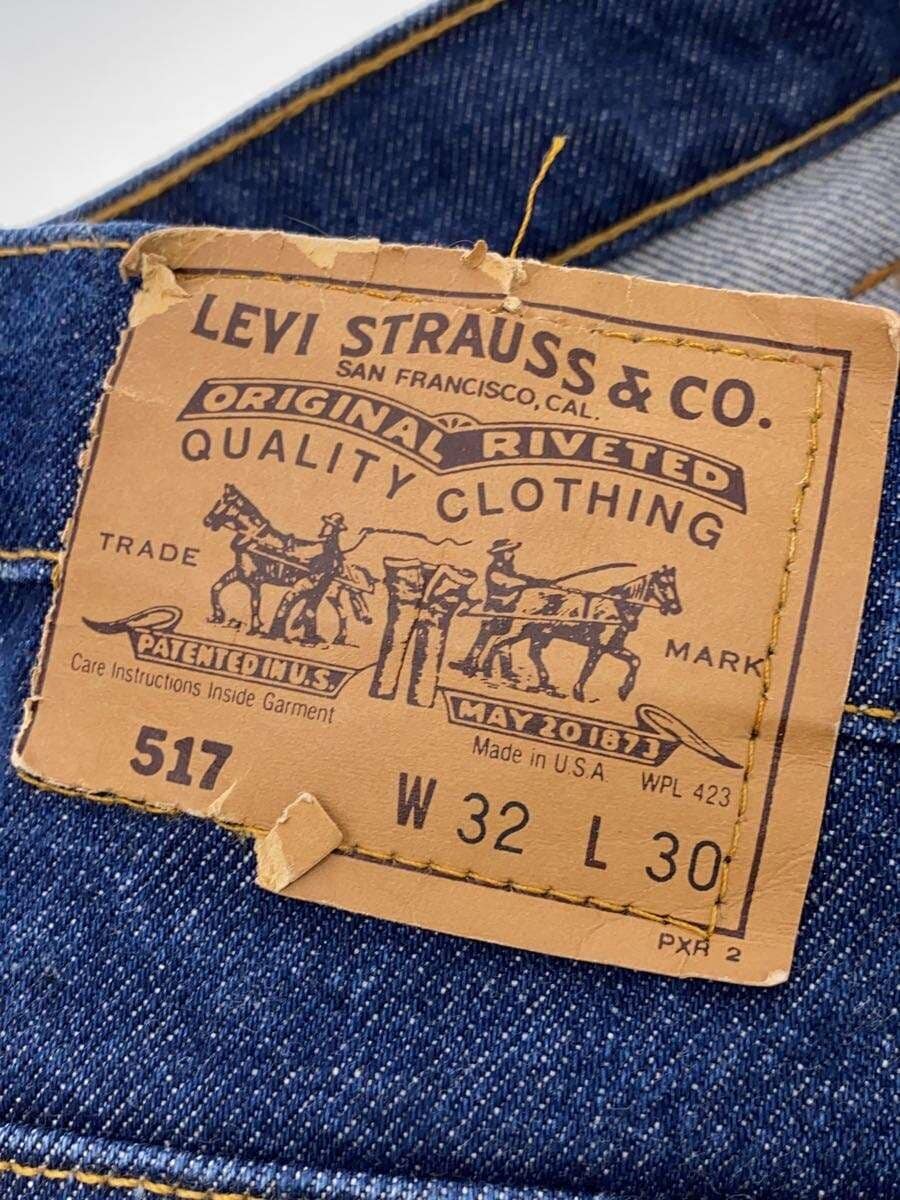 LEVI STRAUSS & CO.
SAN FRANCISCO, CAL.
ORIGINAL RIVETED
QUALITY CLOTHING
TRADE MARK
PATENTED IN U.S. MAY 20 1873
Care Instructions Inside Garment
Made in U.S.A WPL 423
517 W 32 L 30
PXR 2